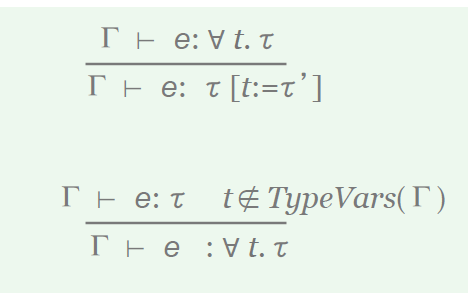 Γ ⊢ e: ∀ t. τ
Γ ⊢ e: τ [t:=τ’]
Γ ⊢ e: τ t∉ TypeVars( Γ )
Γ ⊢ e : ∀ t. τ